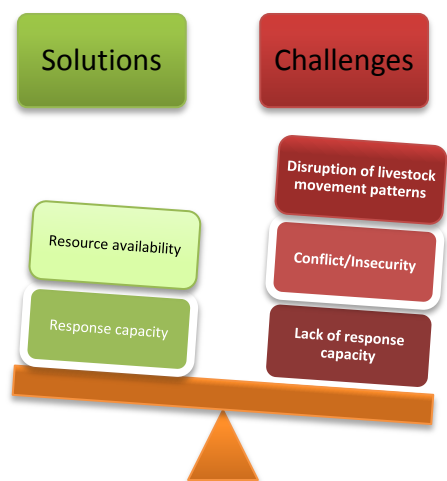 Solutions
Challenges
Resource availability
Response capacity
Disruption of livestock
movement patterns
Conflict/Insecurity
Lack of response
capacity